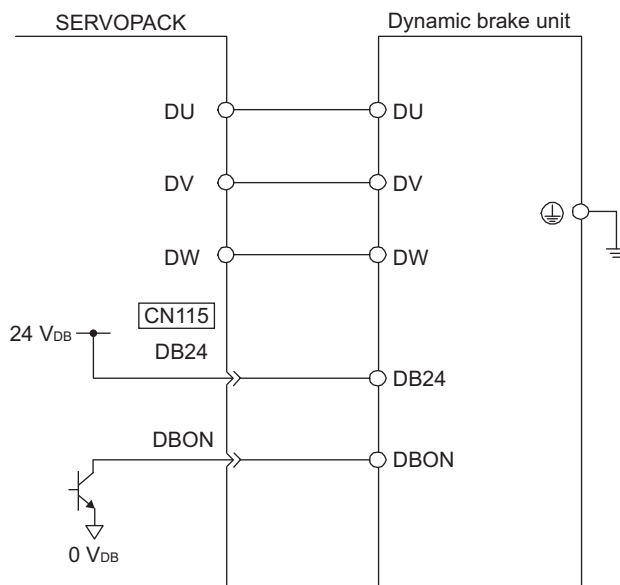 SERVOPACK
Dynamic brake unit
DU
DU
DV
DV
DW
DW
CN115
24 VDB
DB24
DB24
DBON
DBON
0 VDB